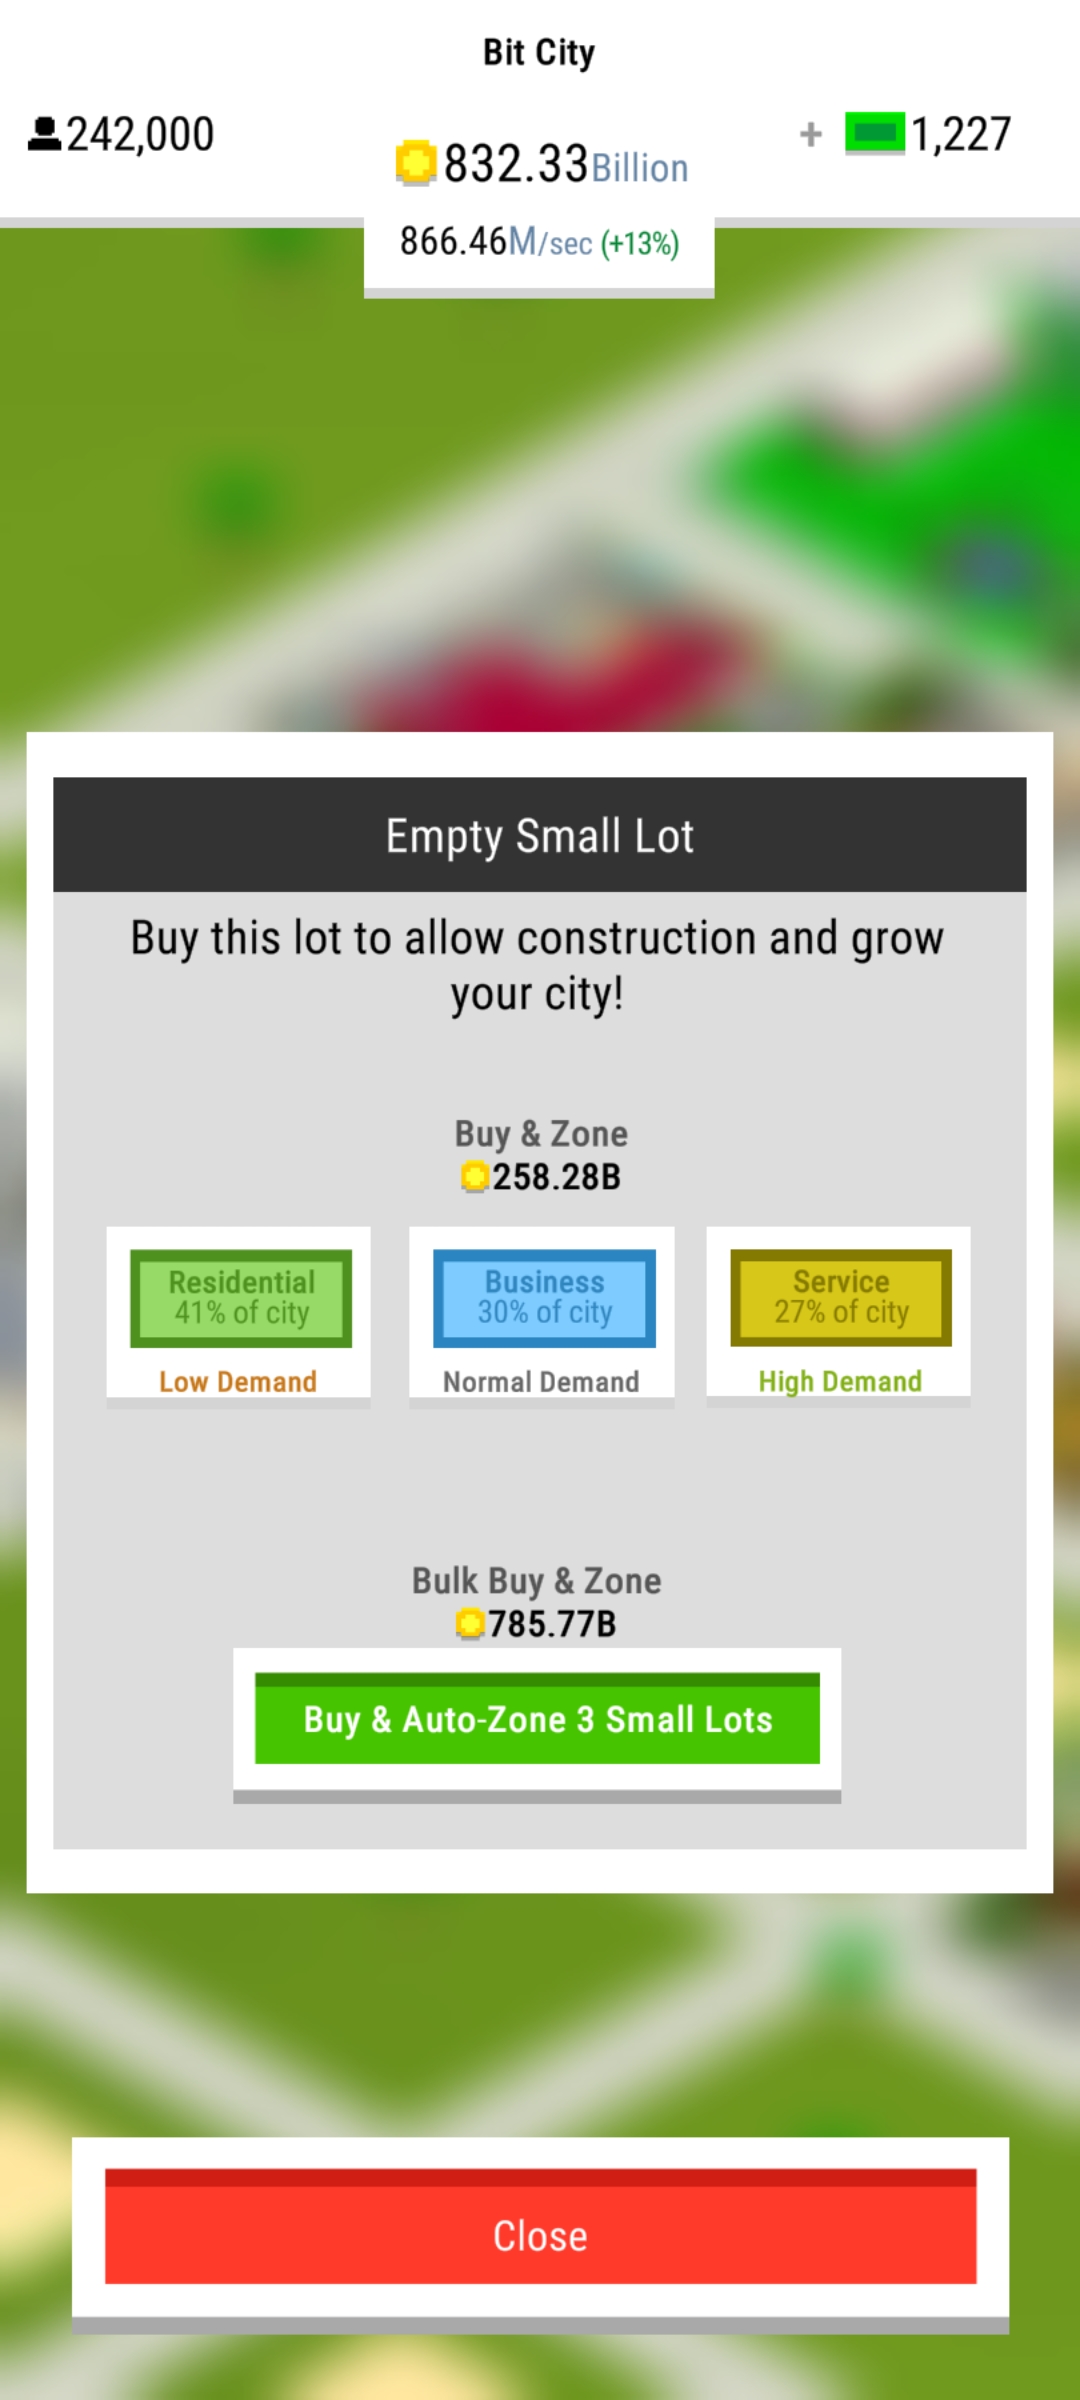 Bit City
242,000
832.33Billion
+ 1,227
866.46M/sec (+13%)
Empty Small Lot
Buy this lot to allow construction and grow
your city!
Buy & Zone
258.28B
Residential
41% of city
Low Demand
Business
30% of city
Normal Demand
Service
27% of city
High Demand
Bulk Buy & Zone
785.77B
Buy & Auto-Zone 3 Small Lots
Close